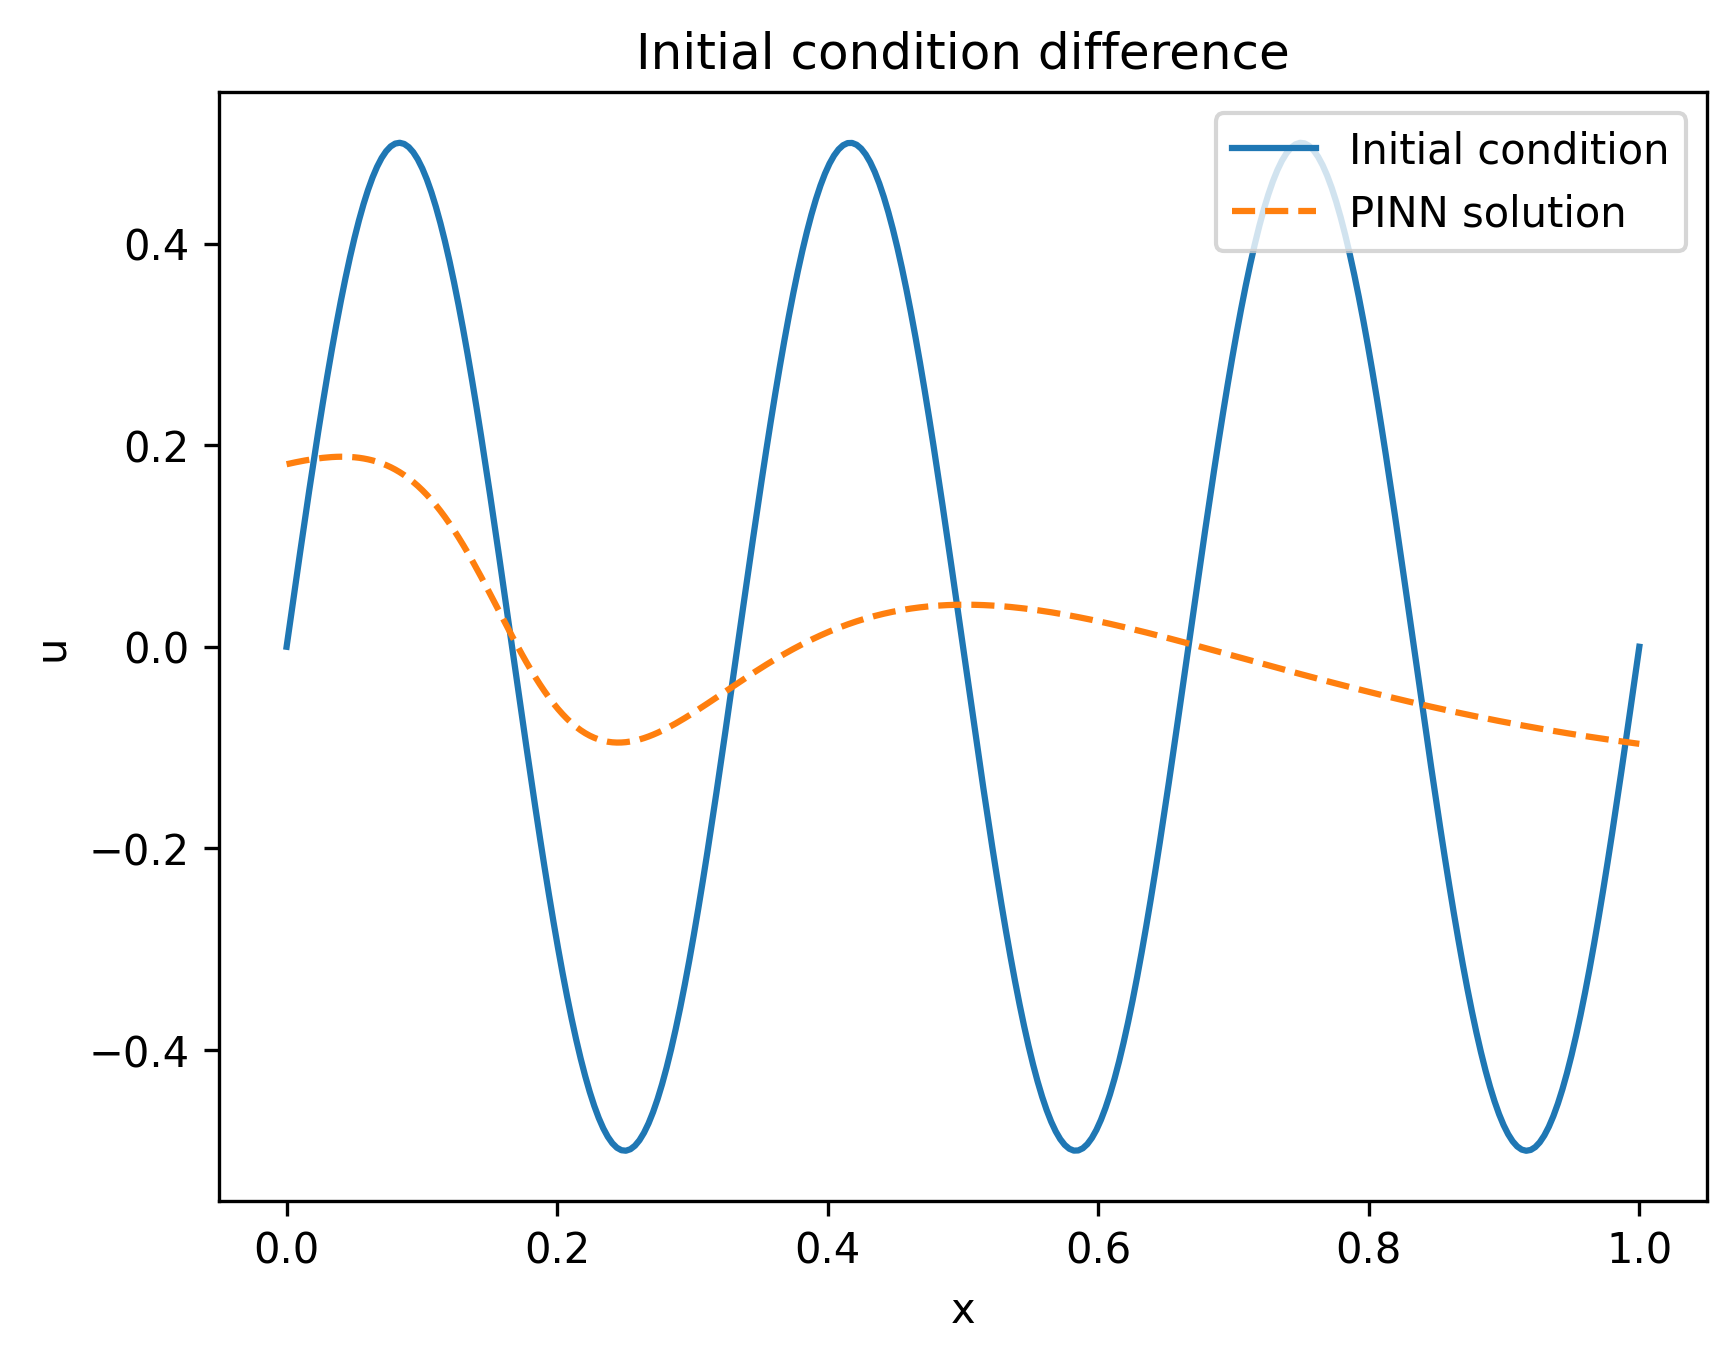 Initial condition difference
Initial condition
PINN solution
0.4
0.2
0.0
−0.2
−0.4
u
0.0 0.2 0.4 0.6 0.8 1.0
x